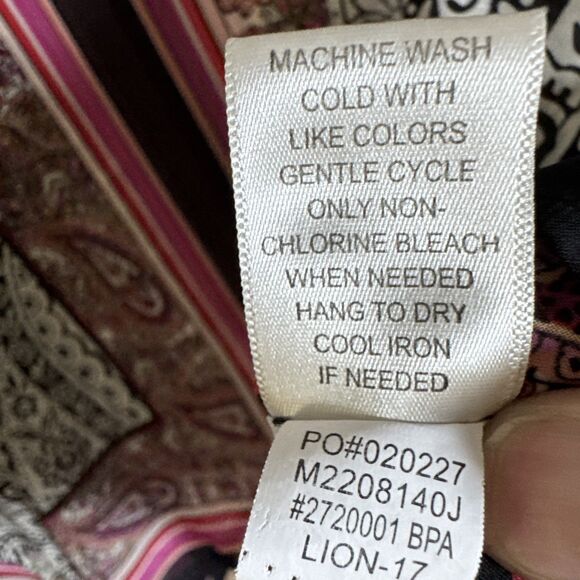 MACHINE WASH
COLD WITH
LIKE COLORS
GENTLE CYCLE
ONLY NON-
CHLORINE BLEACH
WHEN NEEDED
HANG TO DRY
COOL IRON
IF NEEDED
PO#020227
M2208140J
#2720001 BPA
LION-17